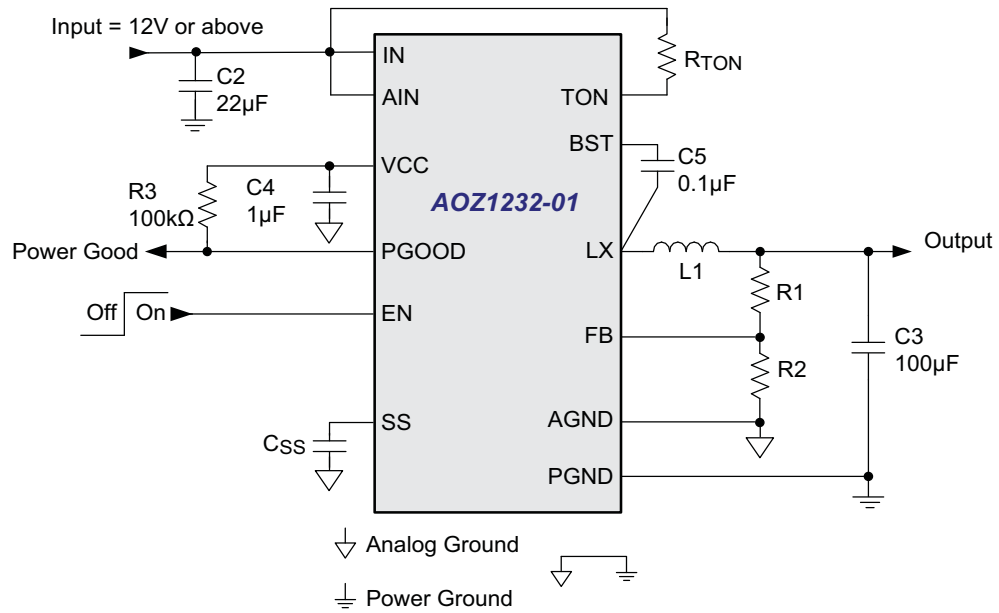 Input = 12V or above
C2
22µF
IN
AIN
RTON
TON
BST
C5
0.1µF
VCC
R3
100kΩ
C4
1µF
AOZ1232-01
Power Good
PGOOD
LX
L1
Output
Off
On
EN
R1
FB
R2
C3
100µF
CSS
SS
AGND
PGND
Analog Ground
Power Ground